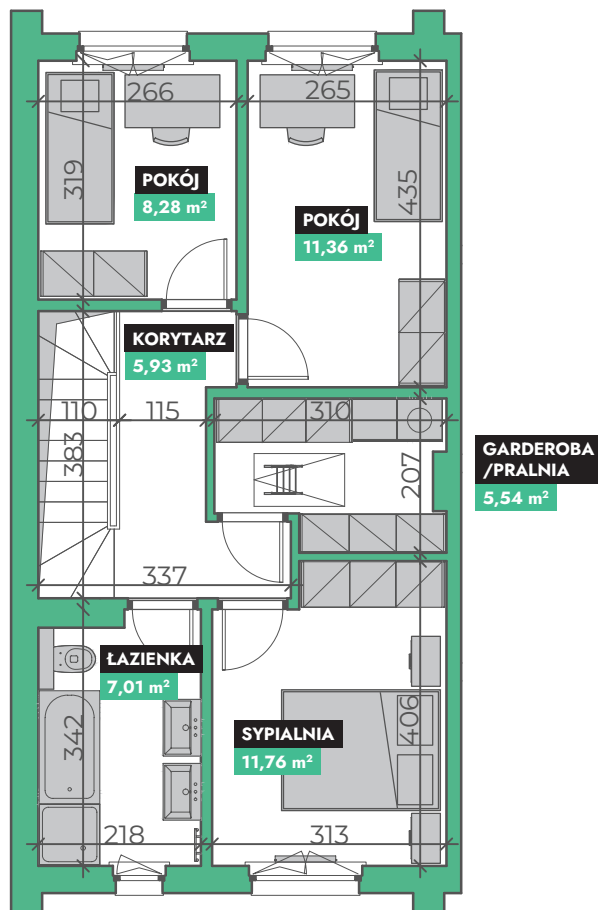 266
265
319
435
POKÓJ
8,28 m²
POKÓJ
11,36 m²
KORYTARZ
5,93 m²
110
115
310
383
207
GARDEROBA
/PRALNIA
5,54 m²
337
ŁAZIENKA
7,01 m²
342
406
SYPIALNIA
11,76 m²
218
313